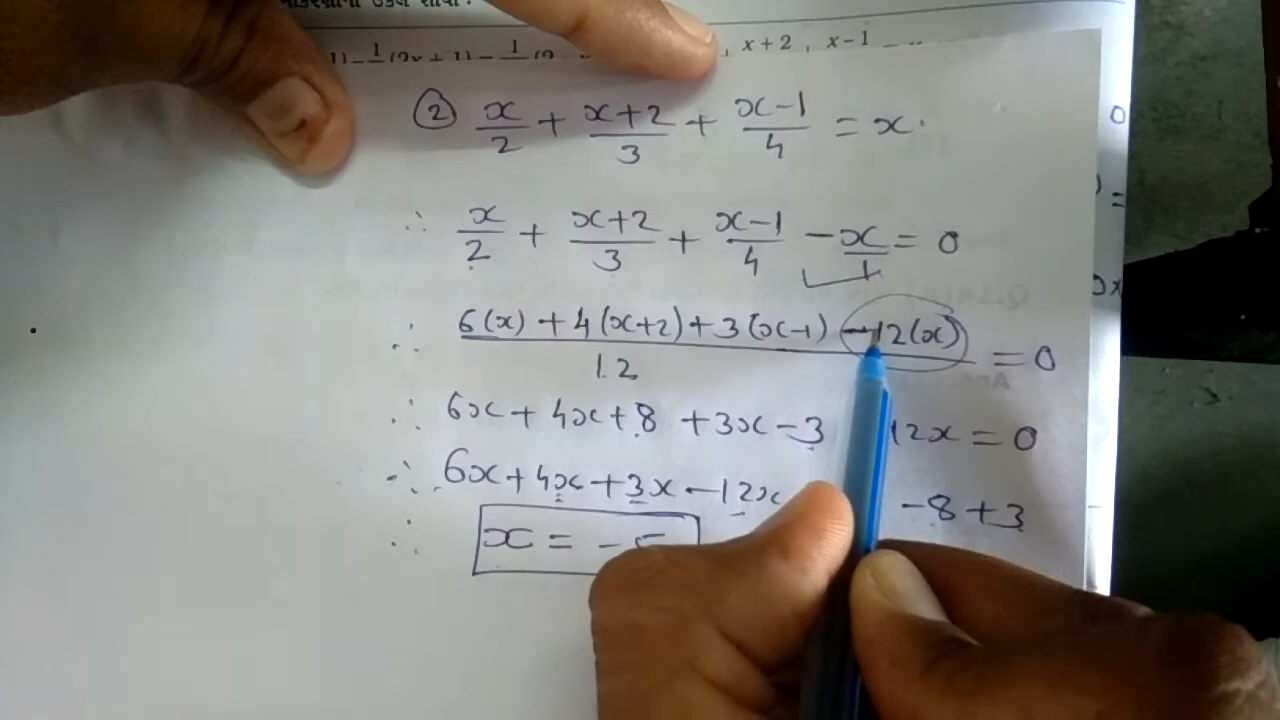 x+2 , x−1
② x/2 + x+2/3 + x−1/4 = x.
∴ x/2 + x+2/3 + x−1/4 − x/1 = 0
∴ 6(x) + 4(x+2) + 3(x−1) − 12(x) / 12 = 0
∴ 6x + 4x + 8 + 3x − 3 12x = 0
∴ 6x + 4x + 3x − 12x −8 + 3
∴ x = −5